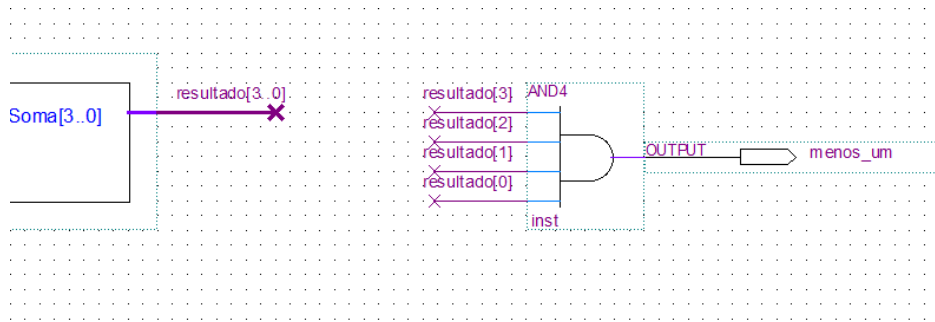 resultado[3..0]
Soma[3..0]
resultado[3]
AND4
resultado[2]
resultado[1]
resultado[0]
inst
OUTPUT
menos_um